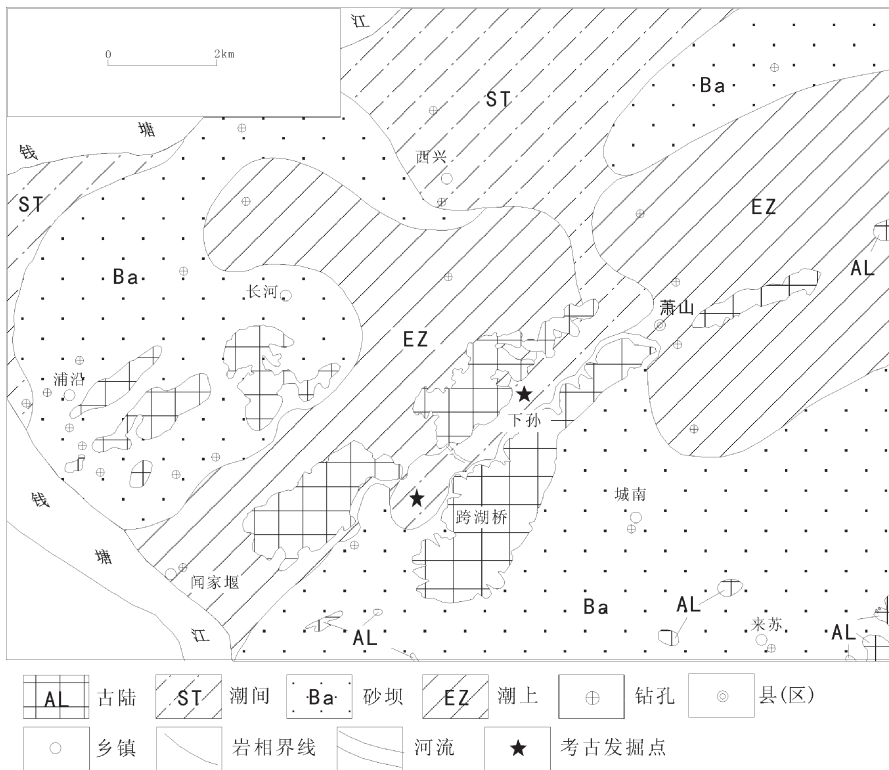 0 2km
江
ST
Ba
钱 塘
西兴
ST
EZ
AL
Ba
长河
萧山
EZ
浦沿
下孙
钱
城南
跨湖桥
塘
闻家堰
Ba
AL
江
AL
来苏
AL
AL 古陆 ST 潮间 Ba 砂坝 EZ 潮上 钻孔 县(区)
乡镇 岩相界线 河流 考古发掘点